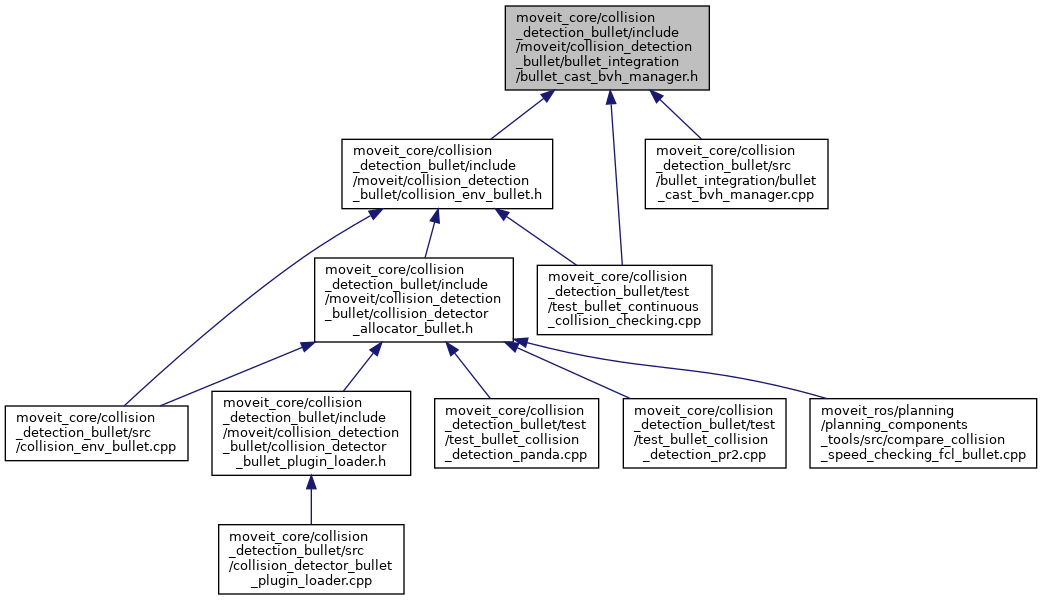 moveit_core/collision
_detection_bullet/include
/moveit/collision_detection
_bullet/bullet_integration
/bullet_cast_bvh_manager.h
moveit_core/collision
_detection_bullet/include
/moveit/collision_detection
_bullet/collision_env_bullet.h
moveit_core/collision
_detection_bullet/src
/bullet_integration/bullet
_cast_bvh_manager.cpp
moveit_core/collision
_detection_bullet/include
/moveit/collision_detection
_bullet/collision_detector
_allocator_bullet.h
moveit_core/collision
_detection_bullet/test
/test_bullet_continuous
_collision_checking.cpp
moveit_core/collision
_detection_bullet/src
/collision_env_bullet.cpp
moveit_core/collision
_detection_bullet/include
/moveit/collision_detection
_bullet/collision_detector
_bullet_plugin_loader.h
moveit_core/collision
_detection_bullet/test
/test_bullet_collision
_detection_panda.cpp
moveit_core/collision
_detection_bullet/test
/test_bullet_collision
_detection_pr2.cpp
moveit_ros/planning
/planning_components
_tools/src/compare_collision
_speed_checking_fcl_bullet.cpp
moveit_core/collision
_detection_bullet/src
/collision_detector_bullet
_plugin_loader.cpp